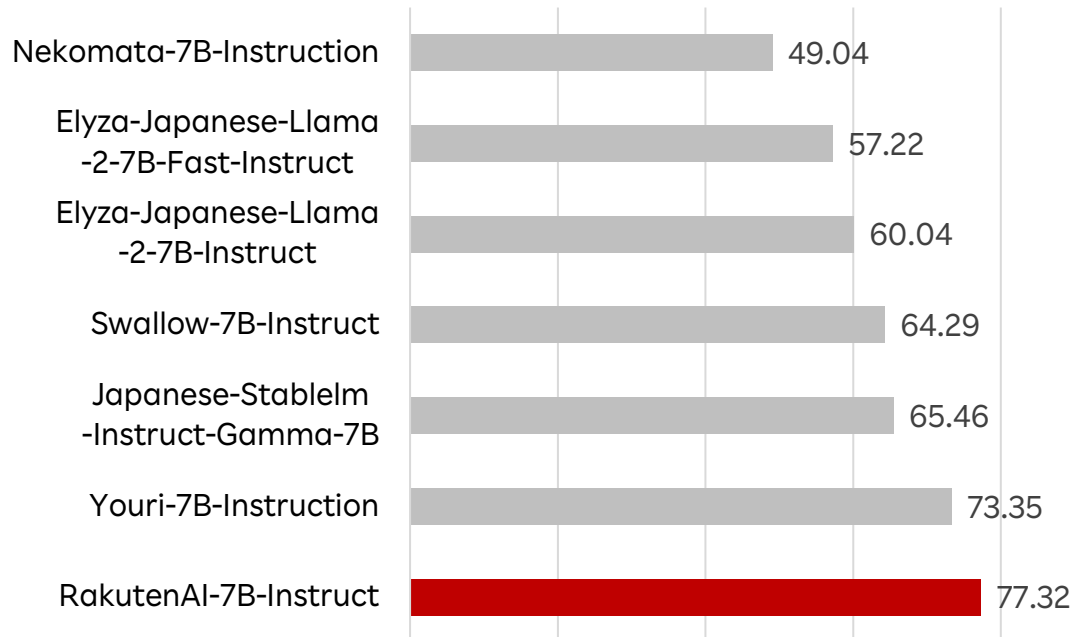 Nekomata-7B-Instruction
49.04
Elyza-Japanese-Llama
-2-7B-Fast-Instruct
57.22
Elyza-Japanese-Llama
-2-7B-Instruct
60.04
Swallow-7B-Instruct
64.29
Japanese-Stablelm
-Instruct-Gamma-7B
65.46
Youri-7B-Instruction
73.35
RakutenAI-7B-Instruct
77.32